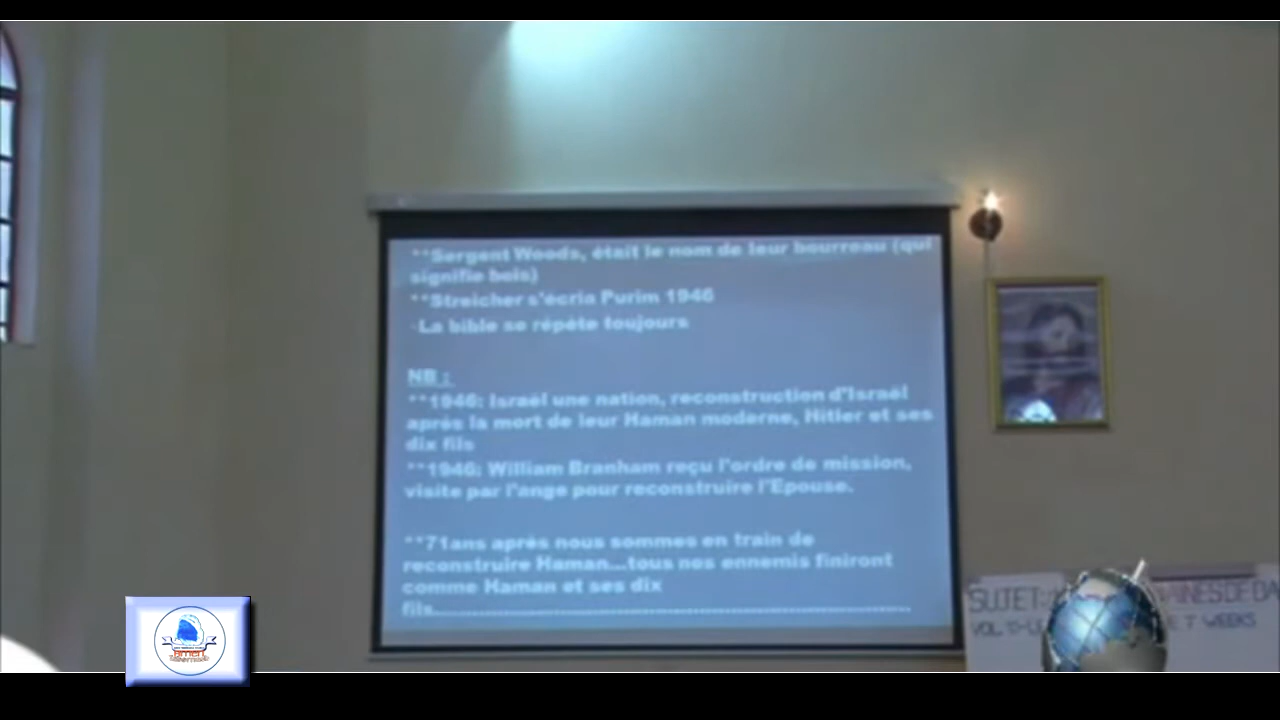 **Sergent Woods, était le nom de leur bourreau (qui
signifie bois)
**Streicher s'écria Purim 1946
-La bible se répète toujours
NB :
**1946: Israël une nation, reconstruction d'Israël
après la mort de leur Haman moderne, Hitler et ses
dix fils
**1946: William Branham reçu l'ordre de mission,
visite par l'ange pour reconstruire l'Epouse.
**71ans après nous sommes en train de
reconstruire Haman...tous nos ennemis finiront
comme Haman et ses dix
fils......................................................................
SUJET: AINES DE DA
VOL E 7 WEEKS